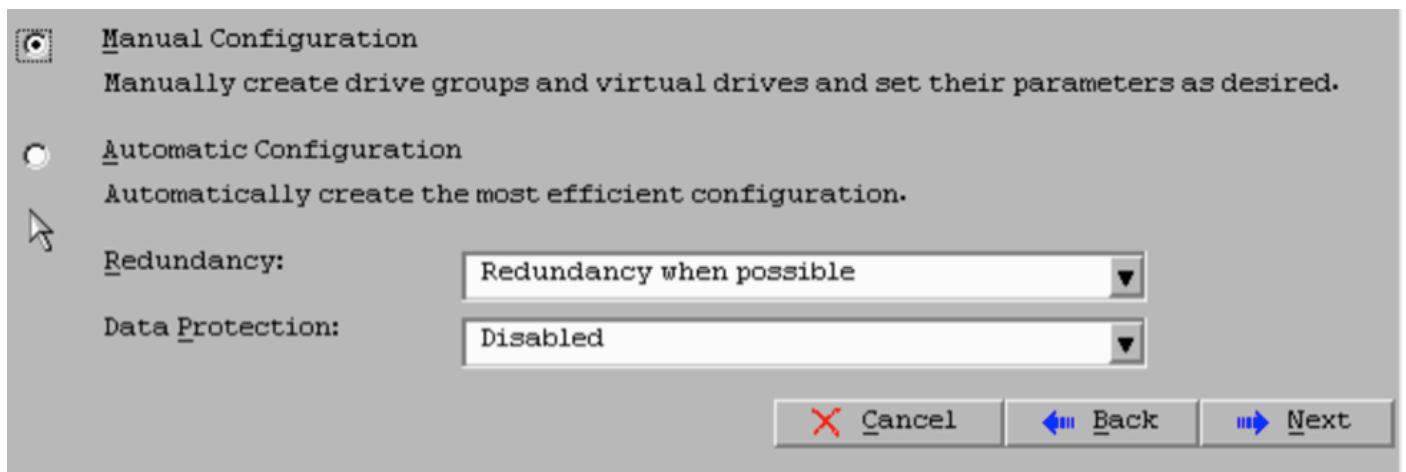 Manual Configuration
Manually create drive groups and virtual drives and set their parameters as desired.
Automatic Configuration
Automatically create the most efficient configuration.
Redundancy: Redundancy when possible
Data Protection: Disabled
Cancel Back Next